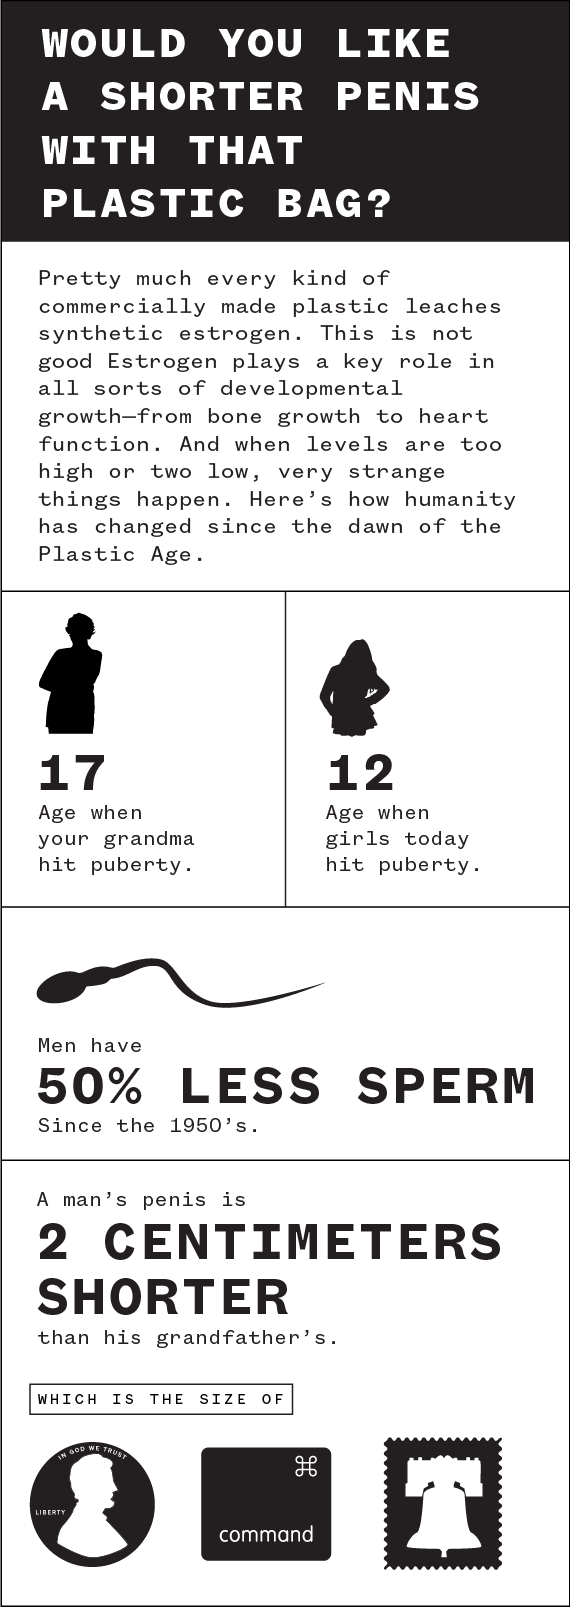 WOULD YOU LIKE
A SHORTER PENIS
WITH THAT
PLASTIC BAG?
Pretty much every kind of
commercially made plastic leaches
synthetic estrogen. This is not
good Estrogen plays a key role in
all sorts of developmental
growth—from bone growth to heart
function. And when levels are too
high or two low, very strange
things happen. Here's how humanity
has changed since the dawn of the
Plastic Age.
17
Age when
your grandma
hit puberty.
12
Age when
girls today
hit puberty.
Men have
50% LESS SPERM
Since the 1950's.
A man's penis is
2 CENTIMETERS
SHORTER
than his grandfather's.
WHICH IS THE SIZE OF
IN GOD WE TRUST
LIBERTY
⌘
command